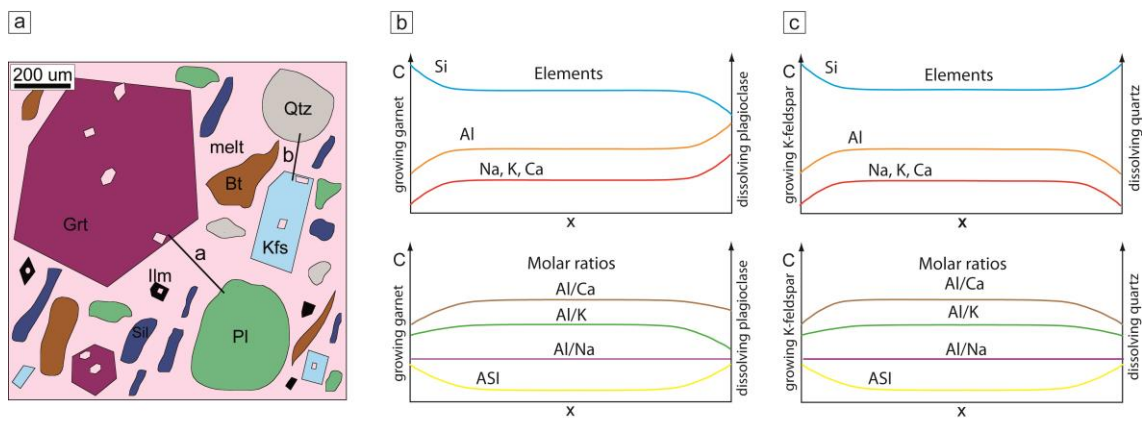 a
200 um
Qtz
melt
b
Bt
Grt
Kfs
a
Ilm
Sil
Pl
b
C
Si
Elements
Al
Na, K, Ca
growing garnet
dissolving plagioclase
x
C
Molar ratios
Al/Ca
Al/K
Al/Na
ASI
growing garnet
dissolving plagioclase
x
c
C
Si
Elements
Al
Na, K, Ca
growing K-feldspar
dissolving quartz
x
C
Molar ratios
Al/Ca
Al/K
Al/Na
ASI
growing K-feldspar
dissolving quartz
x